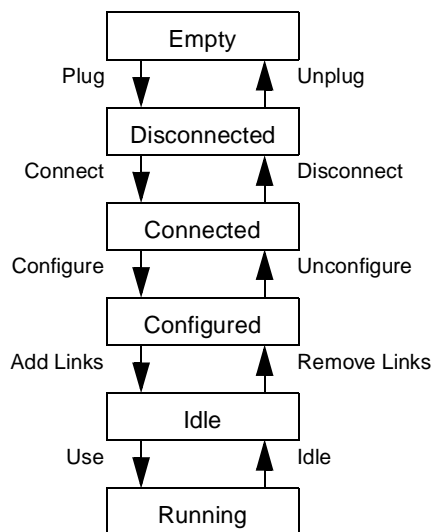 Empty
Plug
Unplug
Disconnected
Connect
Disconnect
Connected
Configure
Unconfigure
Configured
Add Links
Remove Links
Idle
Use
Idle
Running